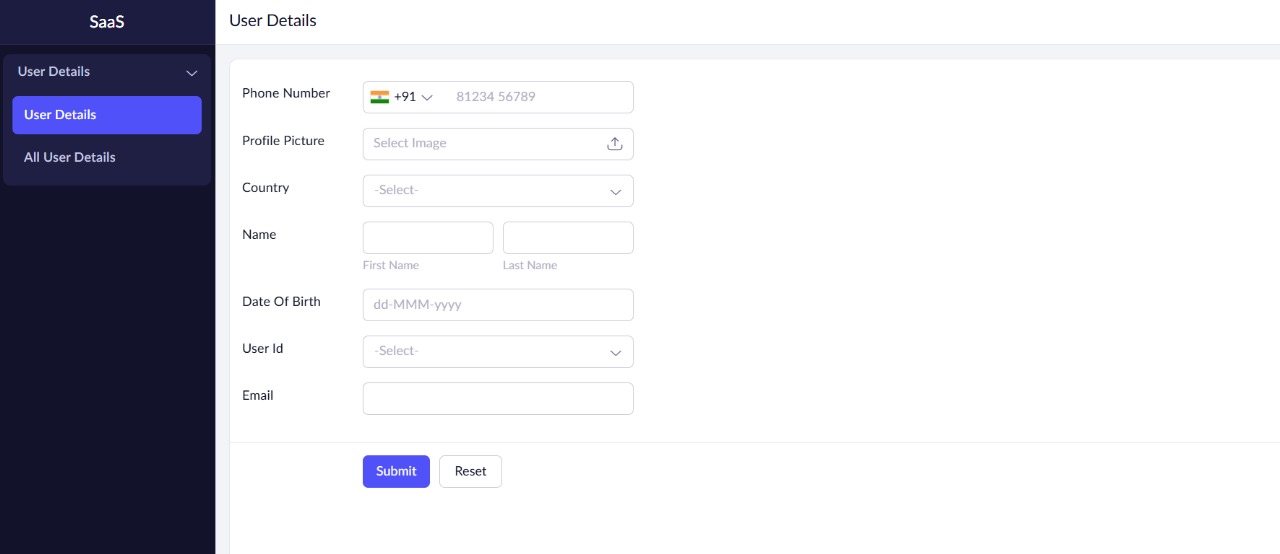 SaaS
User Details
User Details
User Details
All User Details
Phone Number
+91
81234 56789
Profile Picture
Select Image
Country
-Select-
Name
First Name
Last Name
Date Of Birth
dd-MMM-yyyy
User Id
-Select-
Email
Submit
Reset